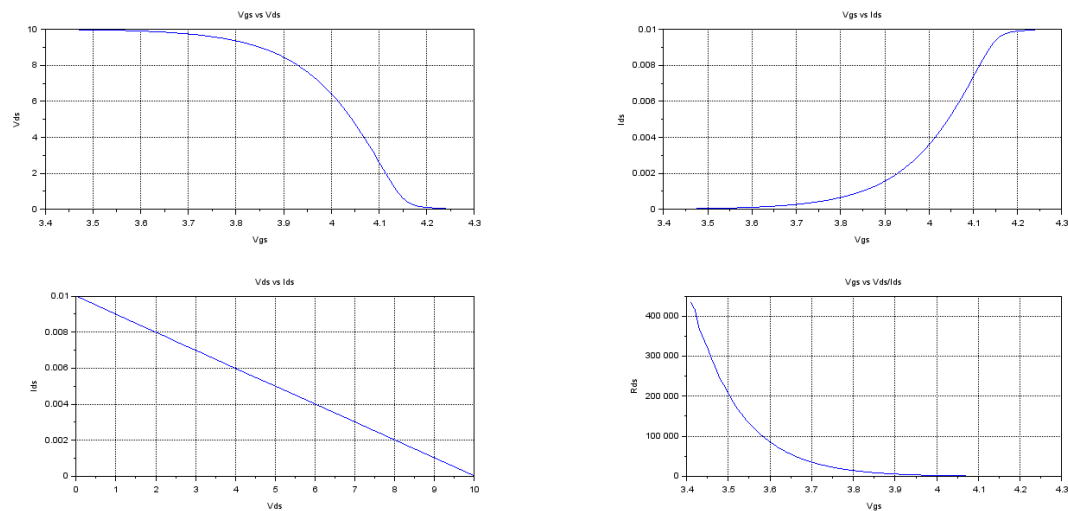 Vgs vs Vds
10
8
6
4
2
0
Vds
3.4 3.5 3.6 3.7 3.8 3.9 4 4.1 4.2 4.3
Vgs
Vgs vs Ids
0.01
0.008
0.006
0.004
0.002
0
Ids
3.4 3.5 3.6 3.7 3.8 3.9 4 4.1 4.2 4.3
Vgs
Vds vs Ids
0.01
0.008
0.006
0.004
0.002
0
Ids
0 1 2 3 4 5 6 7 8 9 10
Vds
Vgs vs Vds/Ids
400 000
300 000
200 000
100 000
0
Rds
3.4 3.5 3.6 3.7 3.8 3.9 4 4.1 4.2 4.3
Vgs